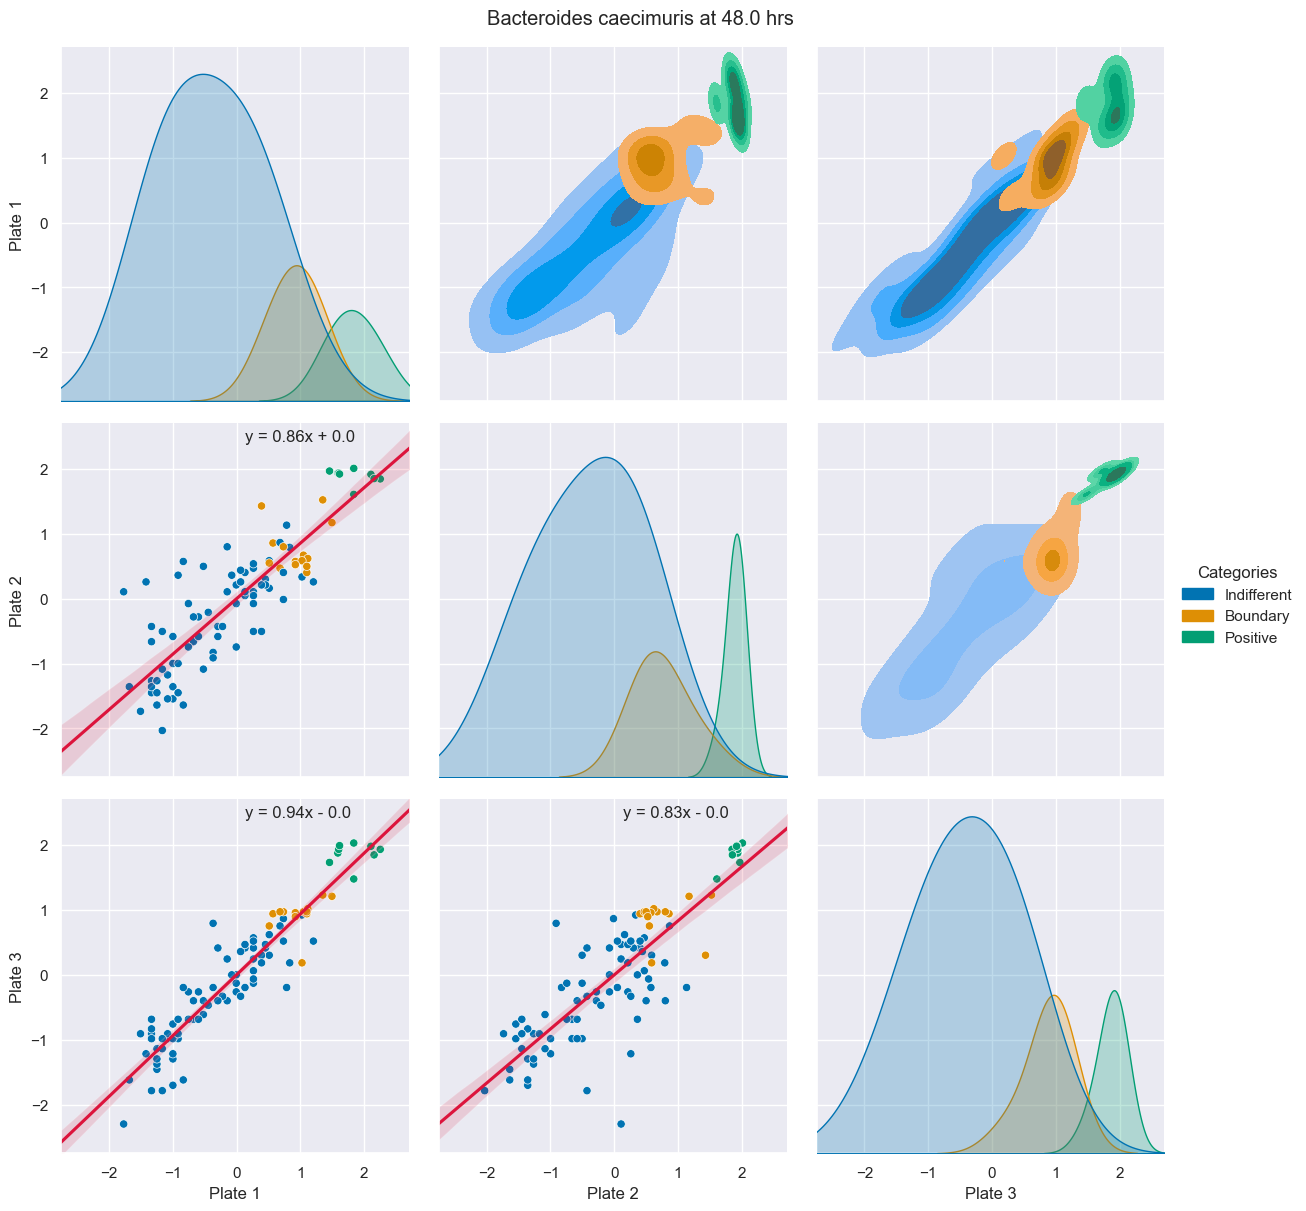 Bacteroides caecimuris at 48.0 hrs
Plate 1
2
1
0
−1
−2
Plate 2
2
1
0
−1
−2
y = 0.86x + 0.0
Categories
Indifferent
Boundary
Positive
Plate 3
2
1
0
−1
−2
y = 0.94x - 0.0
y = 0.83x - 0.0
−2 −1 0 1 2
−2 −1 0 1 2
−2 −1 0 1 2
Plate 1
Plate 2
Plate 3